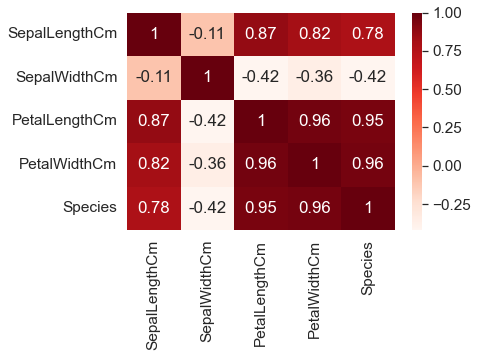 SepalLengthCm 1 -0.11 0.87 0.82 0.78
SepalWidthCm -0.11 1 -0.42 -0.36 -0.42
PetalLengthCm 0.87 -0.42 1 0.96 0.95
PetalWidthCm 0.82 -0.36 0.96 1 0.96
Species 0.78 -0.42 0.95 0.96 1
SepalLengthCm
SepalWidthCm
PetalLengthCm
PetalWidthCm
Species
1.00
0.75
0.50
0.25
0.00
−0.25